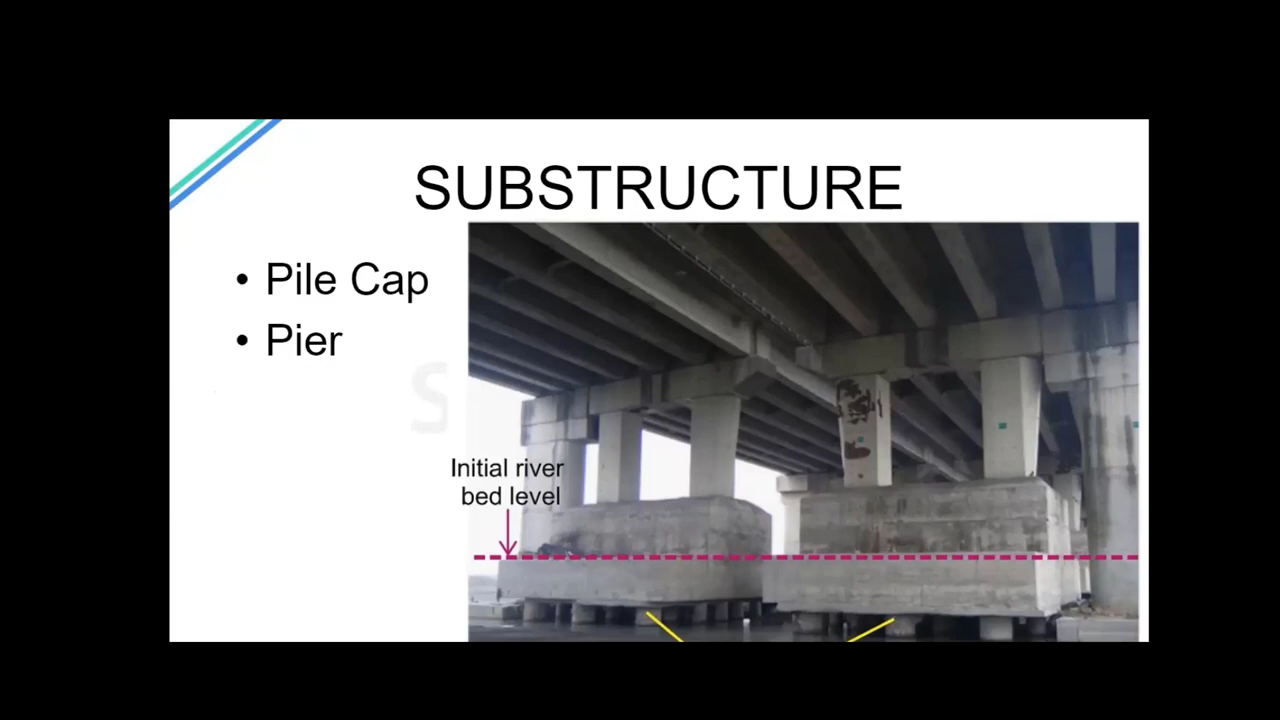 SUBSTRUCTURE
• Pile Cap
• Pier
Initial river
bed level